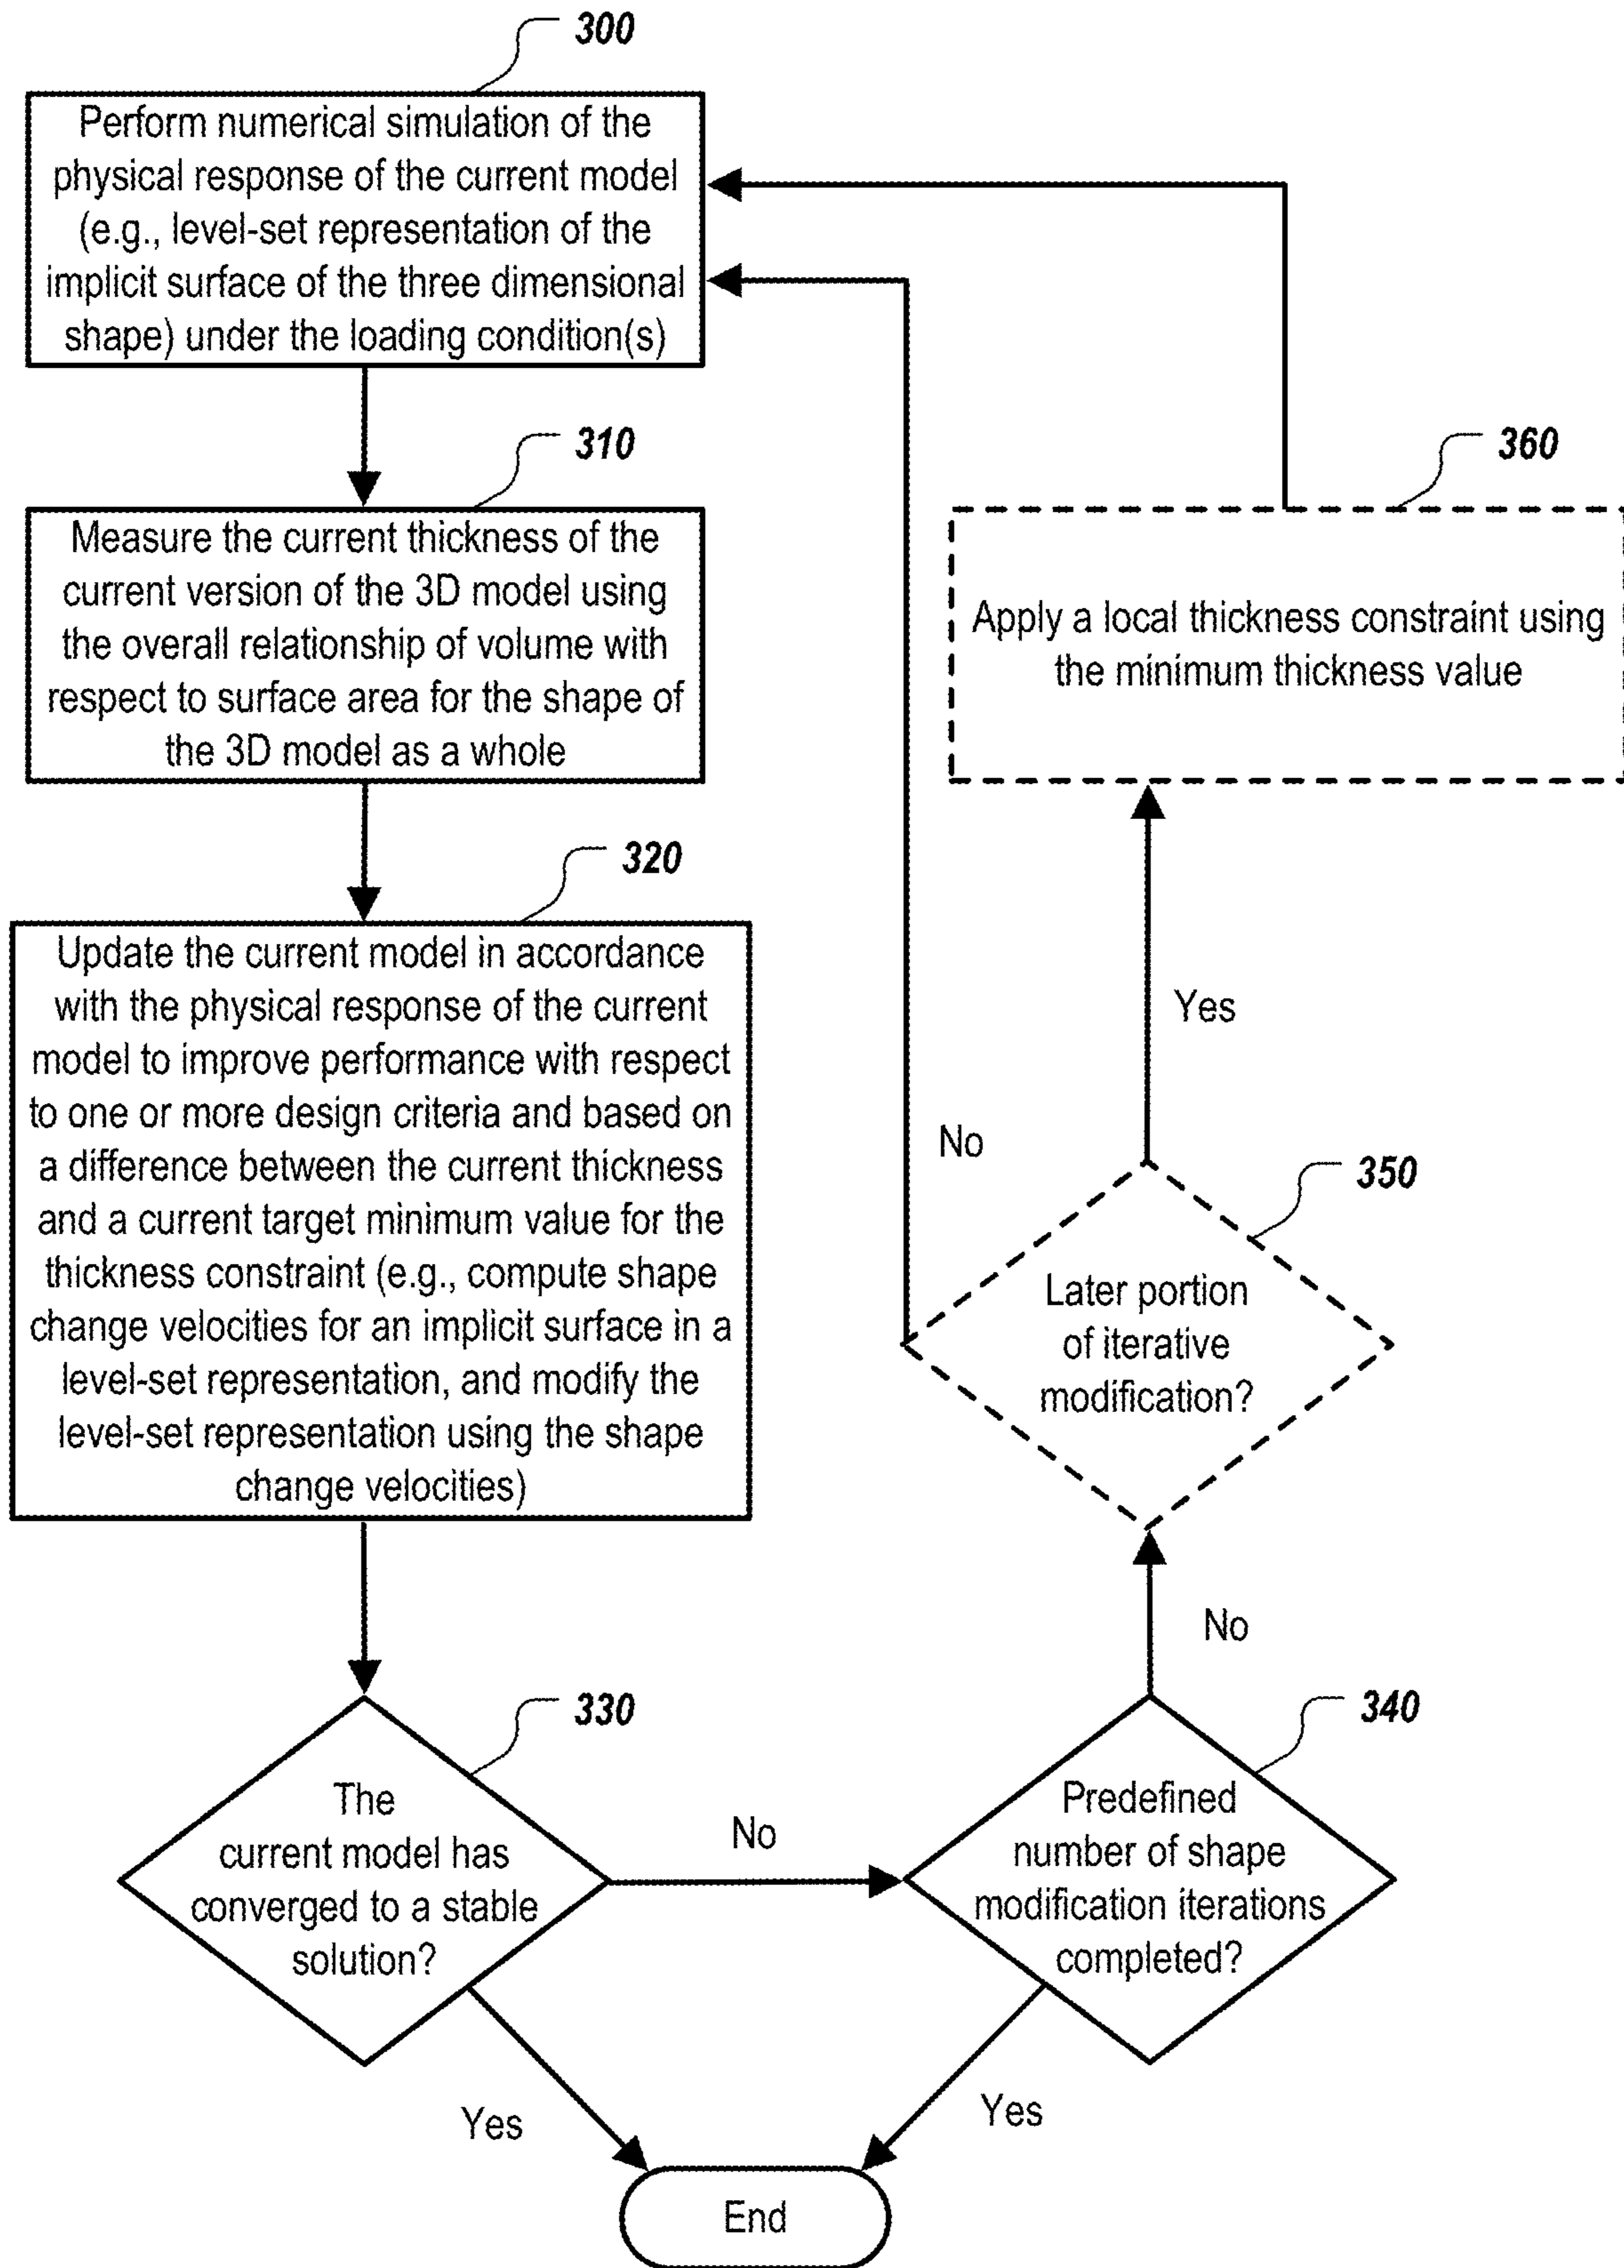 300
Perform numerical simulation of the
physical response of the current model
(e.g., level-set representation of the
implicit surface of the three dimensional
shape) under the loading condition(s)
310
Measure the current thickness of the
current version of the 3D model using
the overall relationship of volume with
respect to surface area for the shape of
the 3D model as a whole
320
Update the current model in accordance
with the physical response of the current
model to improve performance with respect
to one or more design criteria and based on
a difference between the current thickness
and a current target minimum value for the
thickness constraint (e.g., compute shape
change velocities for an implicit surface in a
level-set representation, and modify the
level-set representation using the shape
change velocities)
330
The
current model has
converged to a stable
solution?
No
Yes
340
Predefined
number of shape
modification iterations
completed?
No
Yes
350
Later portion
of iterative
modification?
No
Yes
360
Apply a local thickness constraint using
the minimum thickness value
End